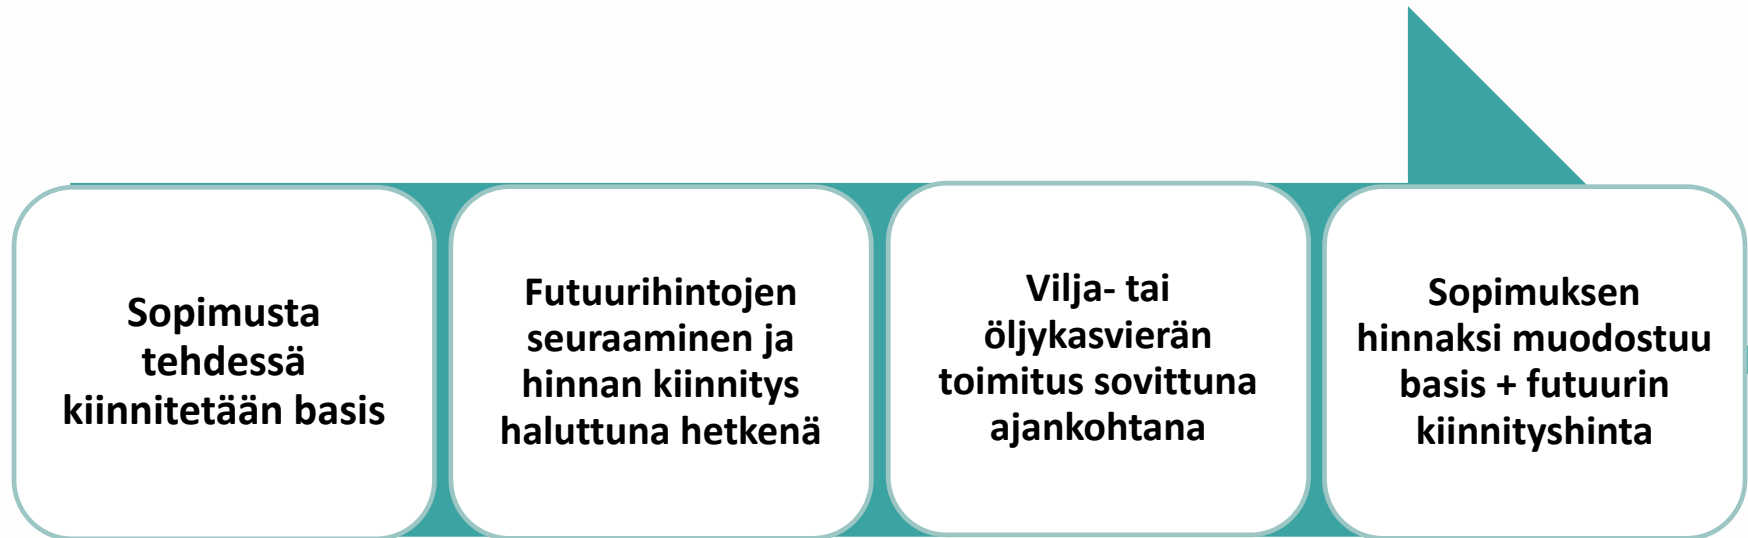 Sopimusta
tehdessä
kiinnitetään basis
Futuurihintojen
seuraaminen ja
hinnan kiinnitys
haluttuna hetkenä
Vilja- tai
öljykasvierän
toimitus sovittuna
ajankohtana
Sopimuksen
hinnaksi muodostuu
basis + futuurin
kiinnityshinta